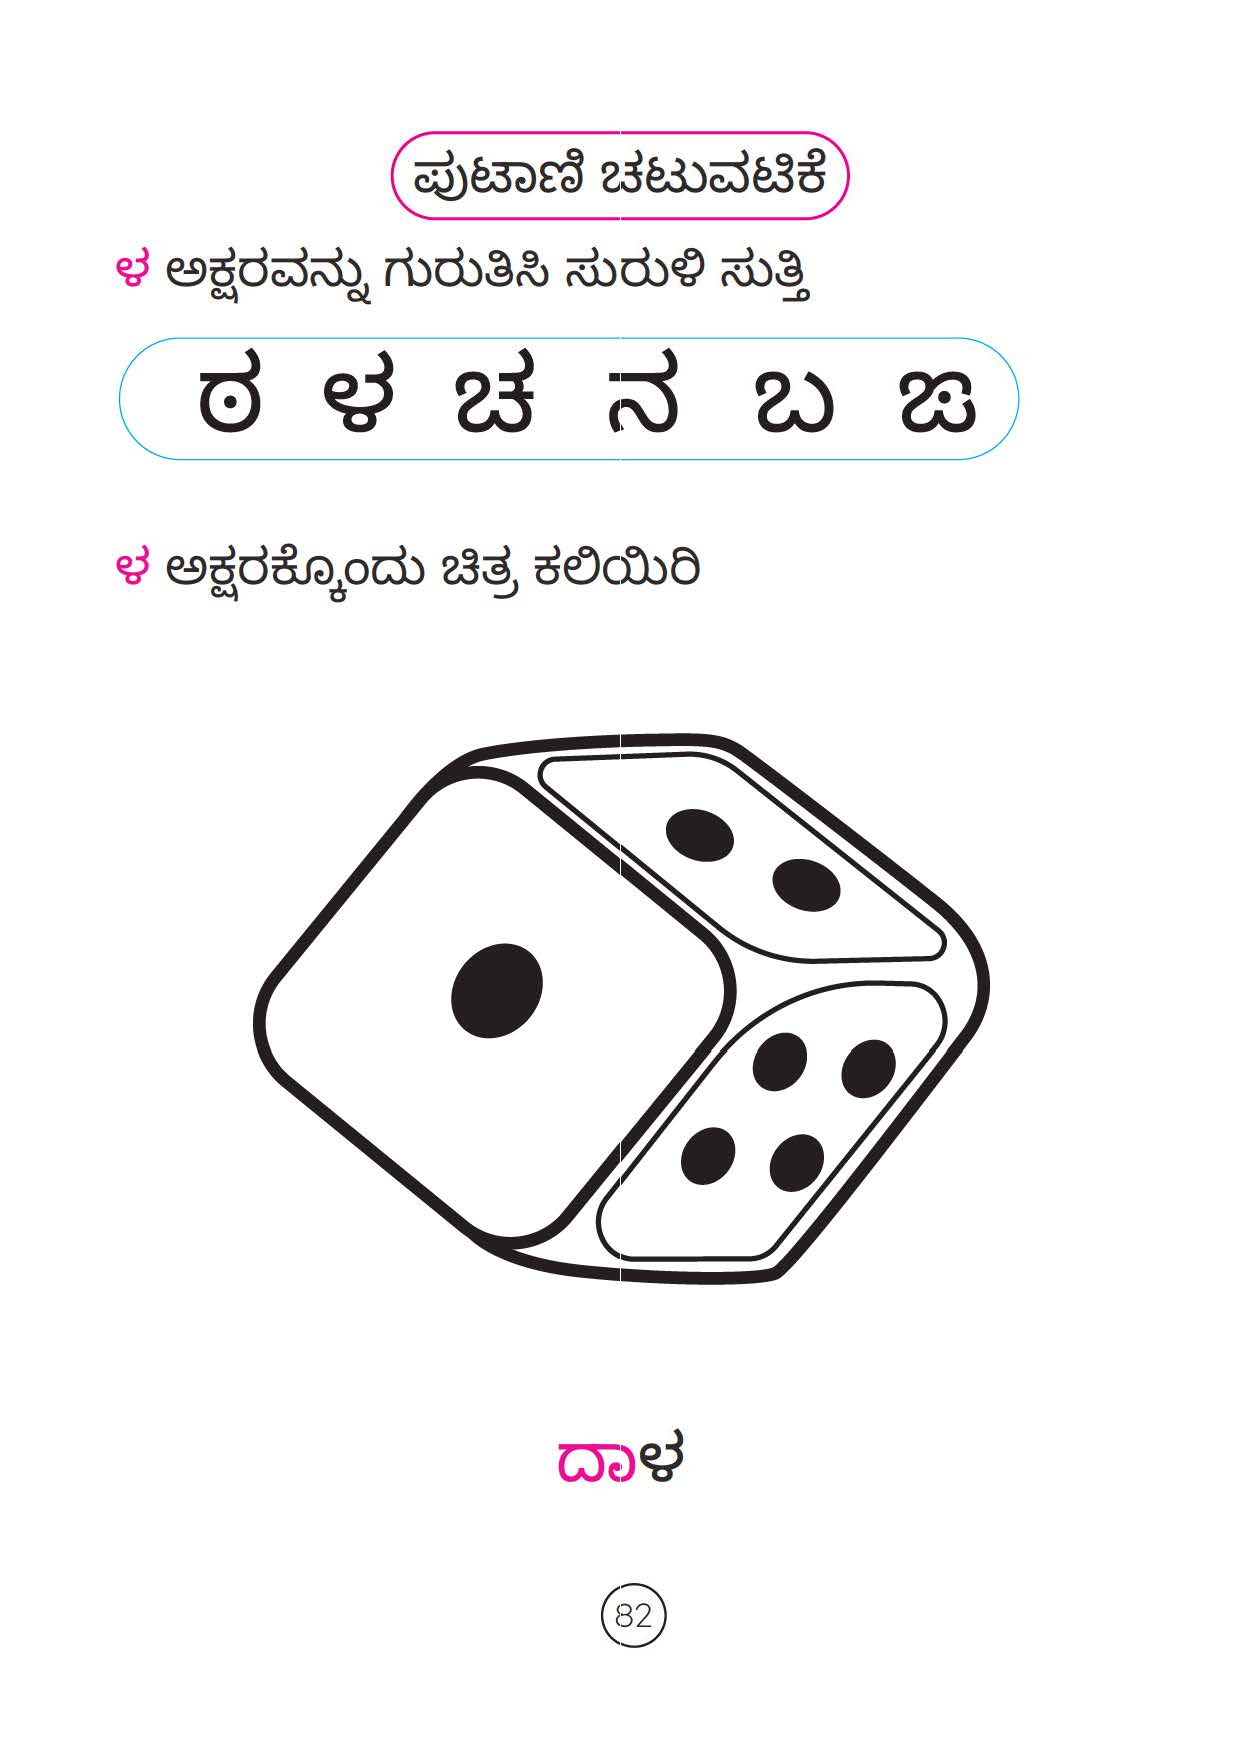 ಪುಟಾಣಿ ಚಟುವಟಿಕೆ
ಳ ಅಕ್ಷರವನ್ನು ಗುರುತಿಸಿ ಸುರುಳಿ ಸುತ್ತಿ
ಠ ಳ ಚ ನ ಬ ಙ
ಳ ಅಕ್ಷರಕ್ಕೊಂದು ಚಿತ್ರ ಕಲಿಯಿರಿ
ದಾಳ
82